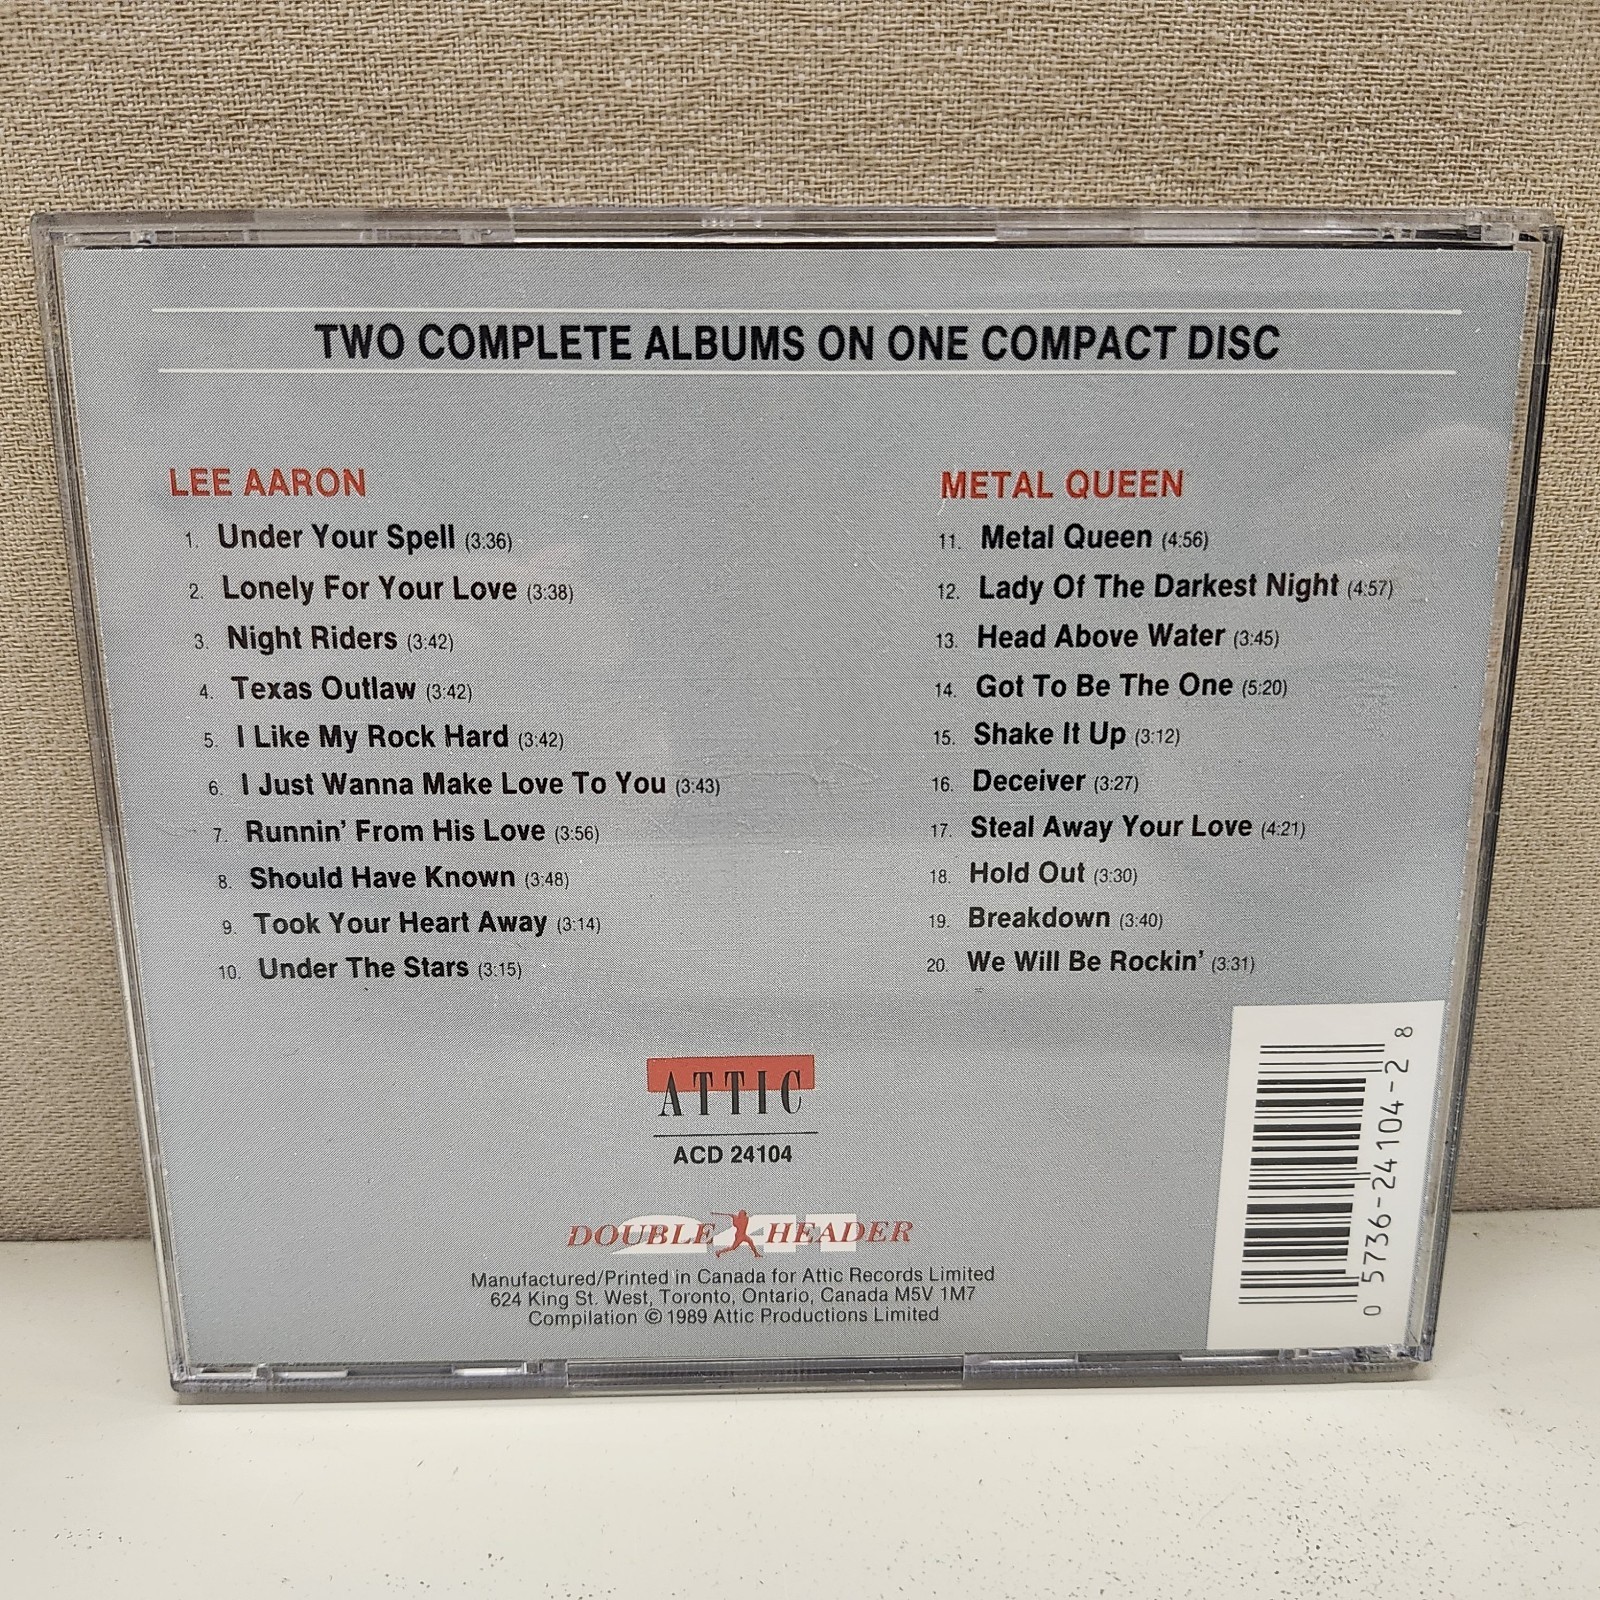 TWO COMPLETE ALBUMS ON ONE COMPACT DISC
LEE AARON
1. Under Your Spell (3:36)
2. Lonely For Your Love (3:38)
3. Night Riders (3:42)
4. Texas Outlaw (3:42)
5. I Like My Rock Hard (3:42)
6. I Just Wanna Make Love To You (3:43)
7. Runnin' From His Love (3:56)
8. Should Have Known (3:48)
9. Took Your Heart Away (3:14)
10. Under The Stars (3:15)
METAL QUEEN
11. Metal Queen (4:56)
12. Lady Of The Darkest Night (4:57)
13. Head Above Water (3:45)
14. Got To Be The One (5:20)
15. Shake It Up (3:12)
16. Deceiver (3:27)
17. Steal Away Your Love (4:21)
18. Hold Out (3:30)
19. Breakdown (3:40)
20. We Will Be Rockin' (3:31)
ATTIC
ACD 24104
DOUBLE HEADER
Manufactured/Printed in Canada for Attic Records Limited
624 King St. West, Toronto, Ontario, Canada M5V 1M7
Compilation © 1989 Attic Productions Limited
0 5736-24104-2 8